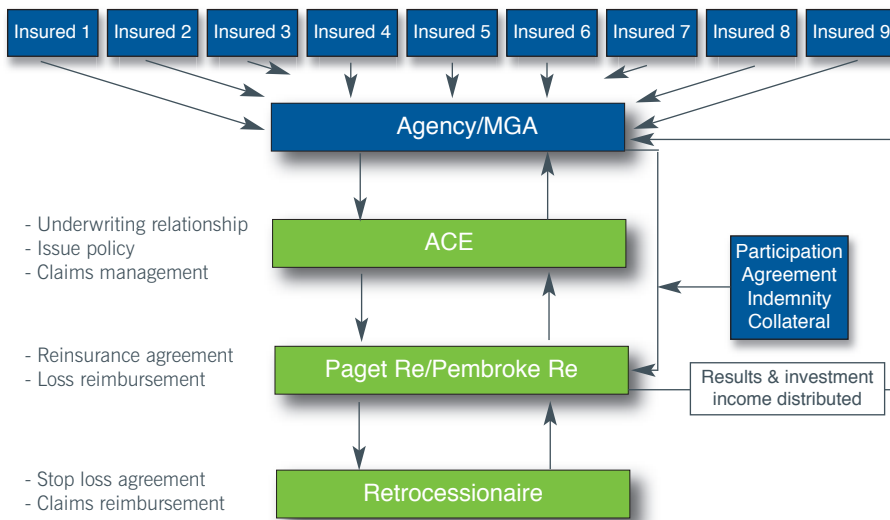 Insured 1
Insured 2
Insured 3
Insured 4
Insured 5
Insured 6
Insured 7
Insured 8
Insured 9
Agency/MGA
- Underwriting relationship
- Issue policy
- Claims management
ACE
Participation
Agreement
Indemnity
Collateral
- Reinsurance agreement
- Loss reimbursement
Paget Re/Pembroke Re
Results & investment
income distributed
- Stop loss agreement
- Claims reimbursement
Retrocessionaire